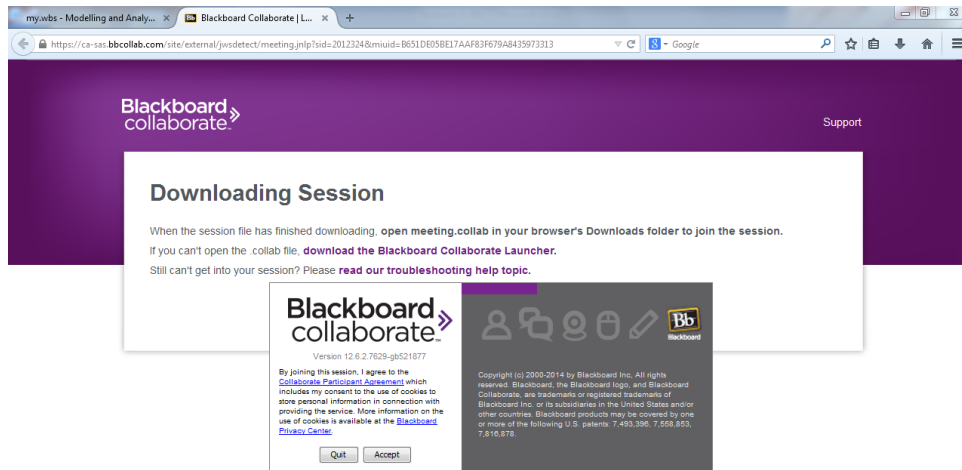 my.wbs - Modelling and Analy...
Blackboard Collaborate | L...
https://ca-sas.bbcollab.com/site/external/jwsdetect/meeting.jnlp?sid=2012324&miuid=B651DE05BE17AAF83F679A8435973313
Google
Blackboard
collaborate
Support
Downloading Session
When the session file has finished downloading, open meeting.collab in your browser's Downloads folder to join the session.
If you can't open the .collab file, download the Blackboard Collaborate Launcher.
Still can't get into your session? Please read our troubleshooting help topic.
Blackboard
collaborate
Version 12.6.2.7629-gb521877
By joining this session, I agree to the
Collaborate Participant Agreement which
includes my consent to the use of cookies to
store personal information in connection with
providing the service. More information on the
use of cookies is available at the Blackboard
Privacy Center.
Quit
Accept
Bb
Blackboard
Copyright (c) 2000-2014 by Blackboard Inc, All rights
reserved. Blackboard, the Blackboard logo, and Blackboard
Collaborate, are trademarks or registered trademarks of
Blackboard Inc. or its subsidiaries in the United States and/or
other countries. Blackboard products may be covered by one
or more of the following U.S. patents: 7,493,396, 7,558,853,
7,816,878.